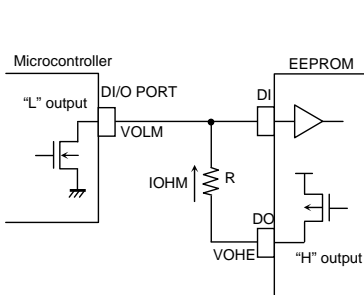 Microcontroller
EEPROM
DI/O PORT
DI
“L” output
VOLM
IOHM
R
DO
VOHE
“H” output